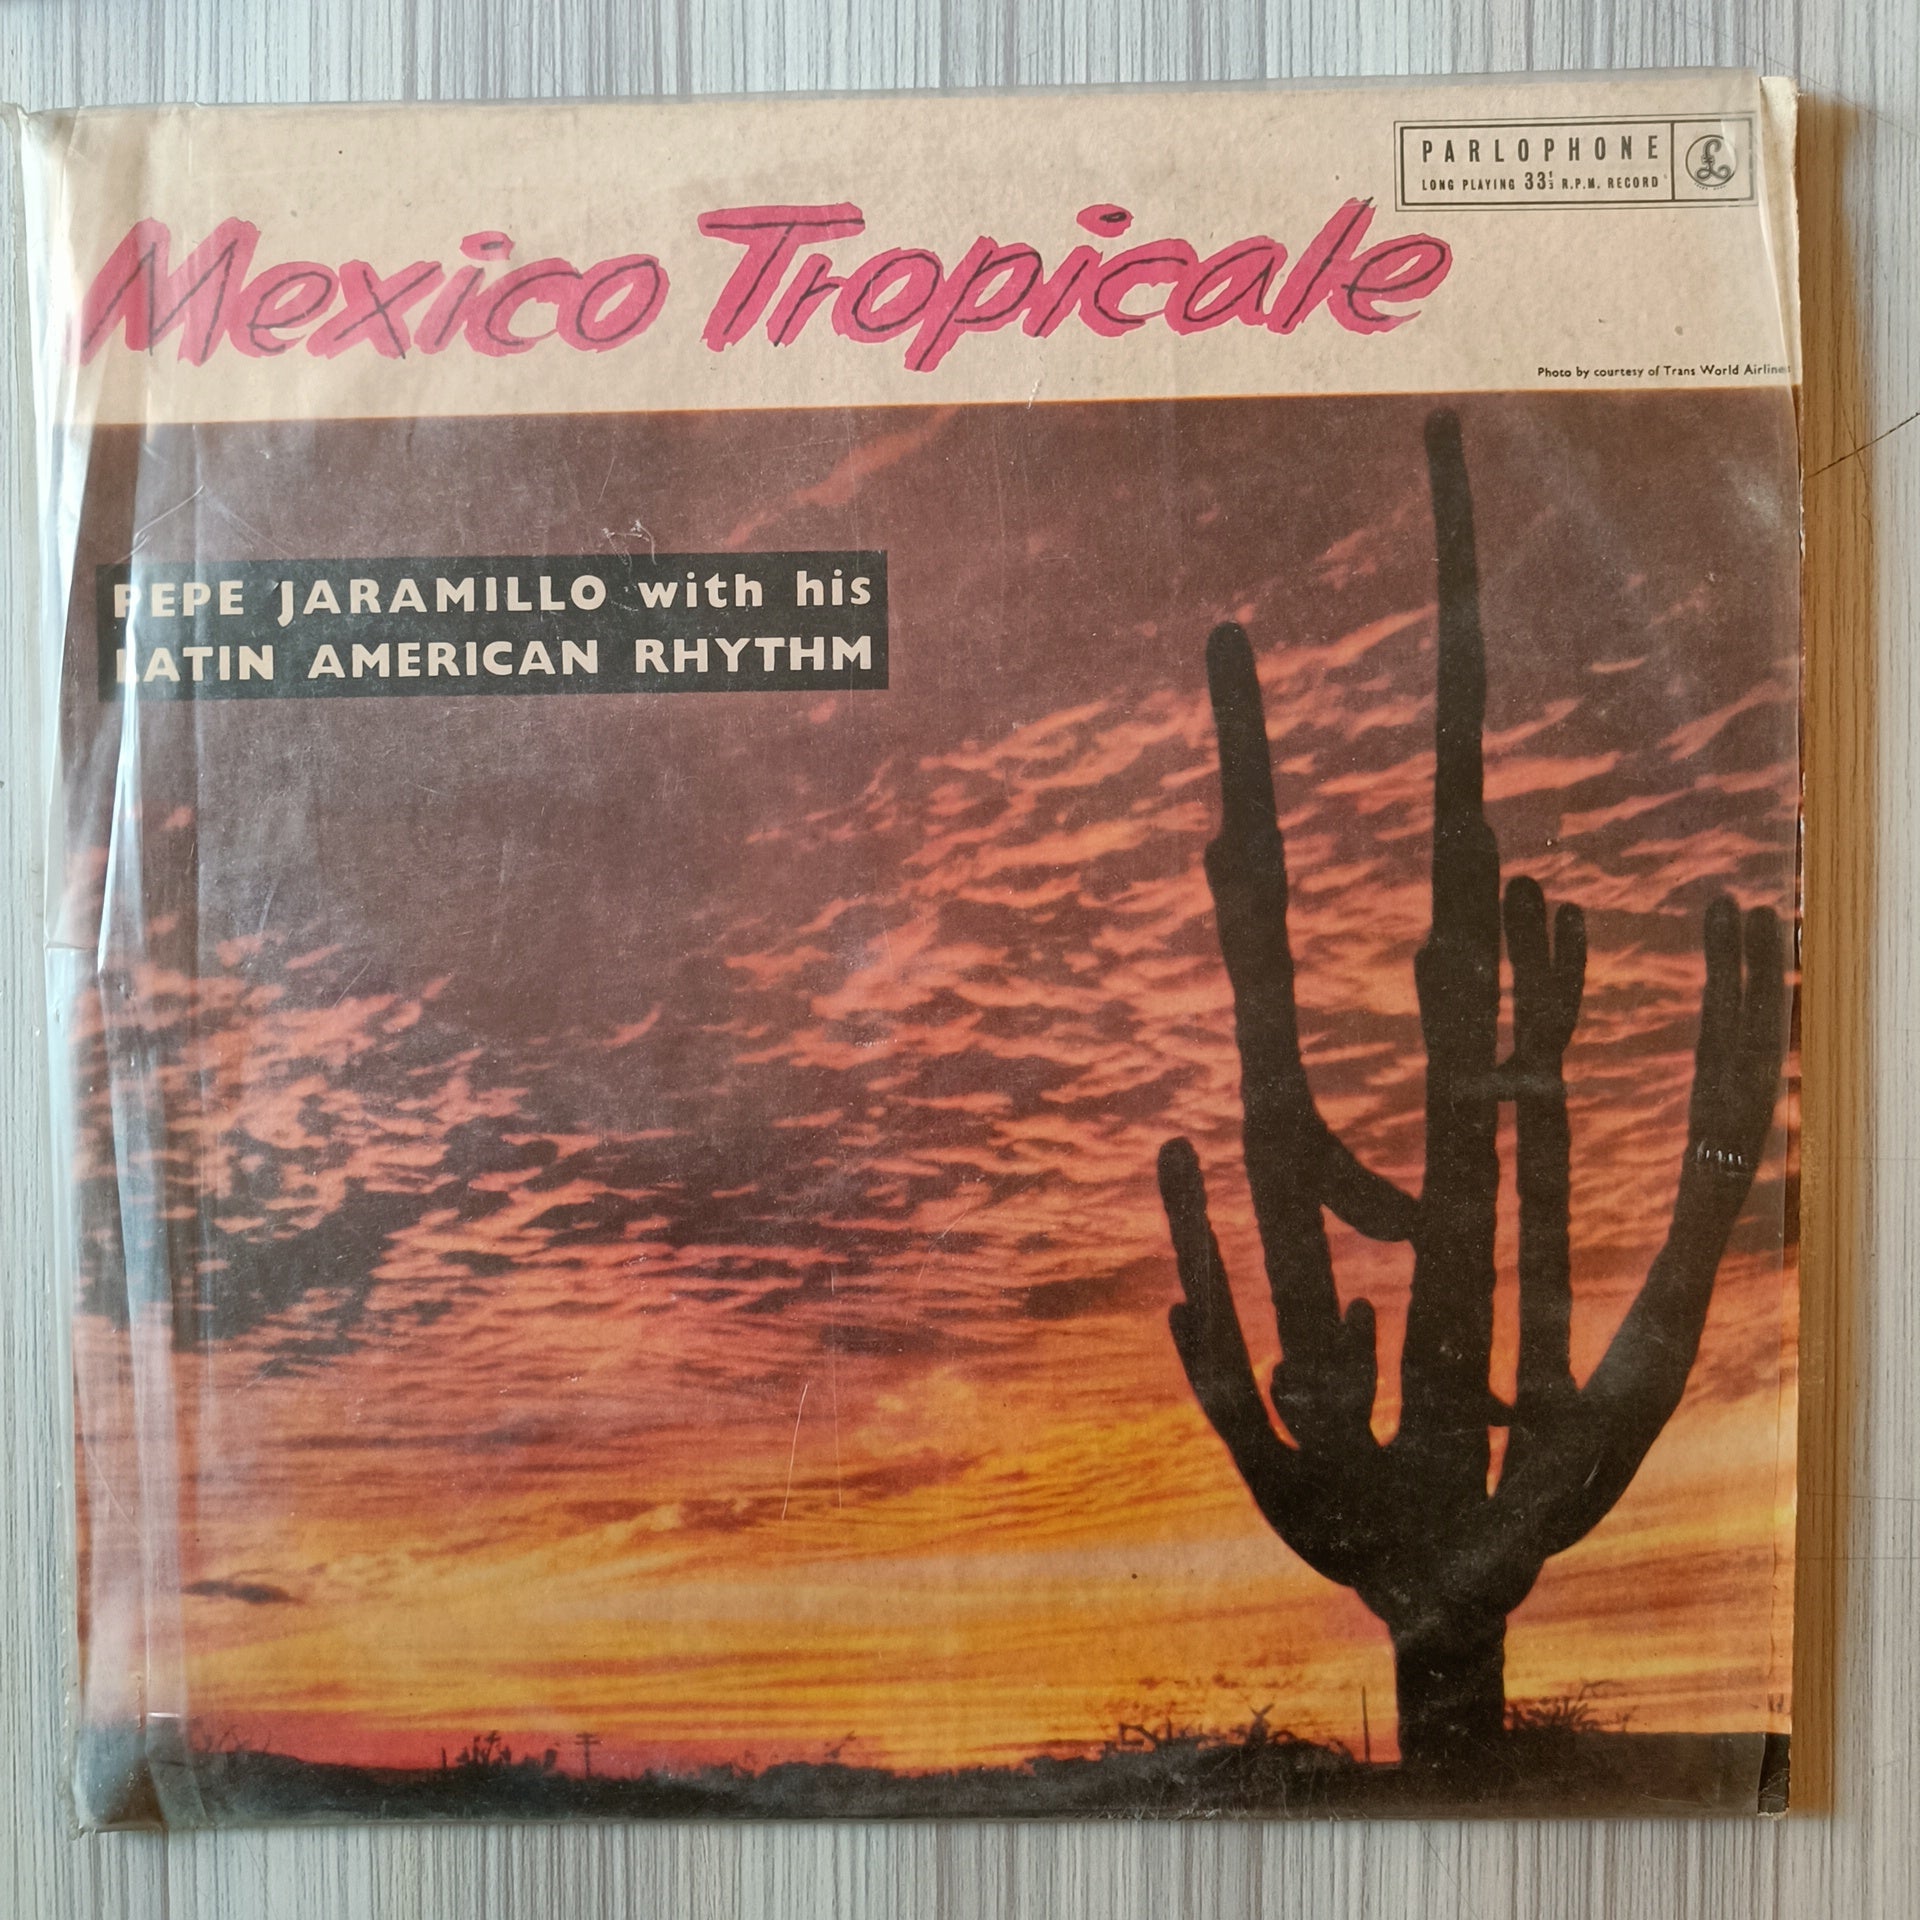 PARLOPHONE
LONG PLAYING 33⅓ R.P.M. RECORD
£
Mexico Tropicale
Photo by courtesy of Trans World Airlines
PEPE JARAMILLO with his
LATIN AMERICAN RHYTHM